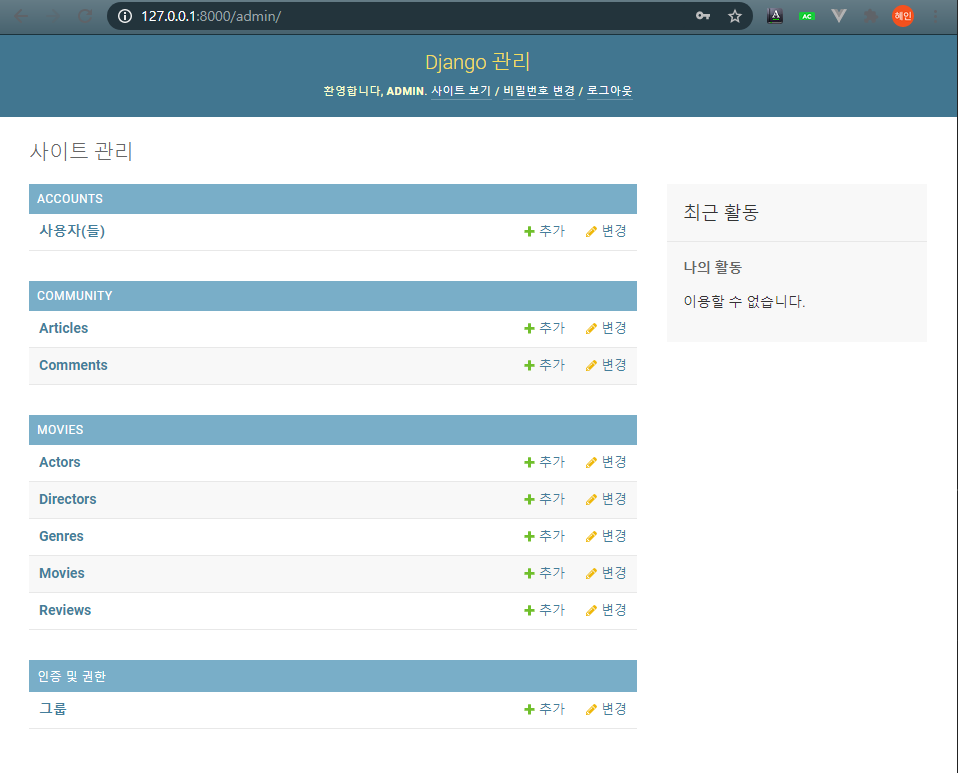 127.0.0.1:8000/admin/
A
AC
혜인
Django 관리
환영합니다, ADMIN. 사이트 보기 / 비밀번호 변경 / 로그아웃
사이트 관리
ACCOUNTS
사용자(들) 추가 변경
COMMUNITY
Articles 추가 변경
Comments 추가 변경
MOVIES
Actors 추가 변경
Directors 추가 변경
Genres 추가 변경
Movies 추가 변경
Reviews 추가 변경
인증 및 권한
그룹 추가 변경
최근 활동
나의 활동
이용할 수 없습니다.